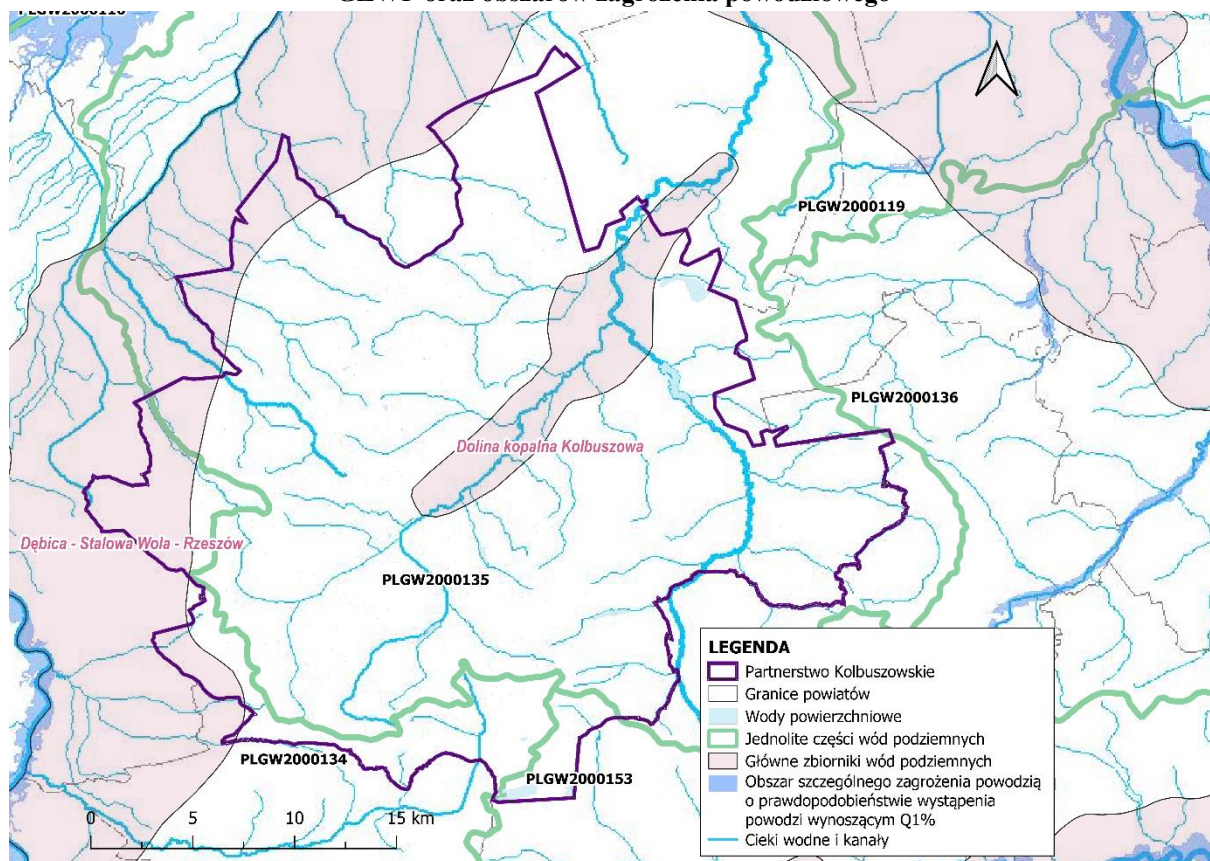 GZWP oraz obszarów zagrożenia powodziowego
PLGW2000119
PLGW2000136
Dolina kopalna Kolbuszowa
Dębica - Stalowa Wola - Rzeszów
PLGW2000135
PLGW2000134
PLGW2000153
0 5 10 15 km
LEGENDA
Partnerstwo Kolbuszowskie
Granice powiatów
Wody powierzchniowe
Jednolite części wód podziemnych
Główne zbiorniki wód podziemnych
Obszar szczególnego zagrożenia powodzią
o prawdopodobieństwie wystąpenia
powodzi wynoszącym Q1%
Cieki wodne i kanały